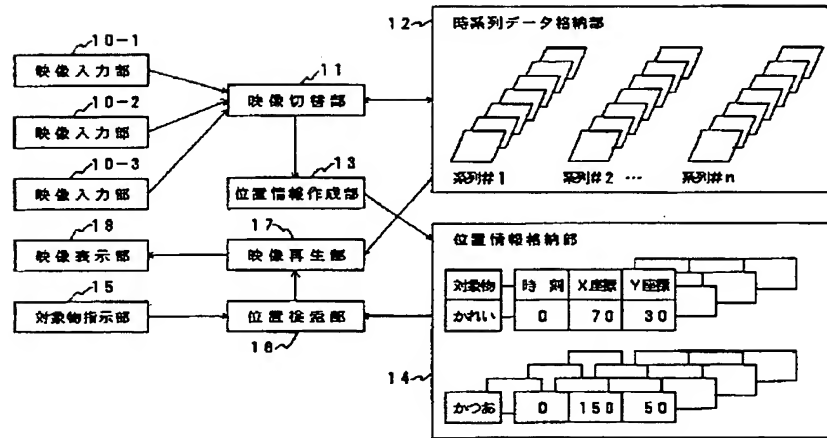 10-1
映像入力部
10-2
映像入力部
10-3
映像入力部
18
映像表示部
15
対象物指示部
11
映像切替部
13
位置情報作成部
17
映像再生部
位置検索部
16
12
時系列データ格納部
系列#1
系列#2
...
系列#n
位置情報格納部
対象物 時刻 X座標 Y座標
かれい 0 70 30
14
かつお 0 150 50